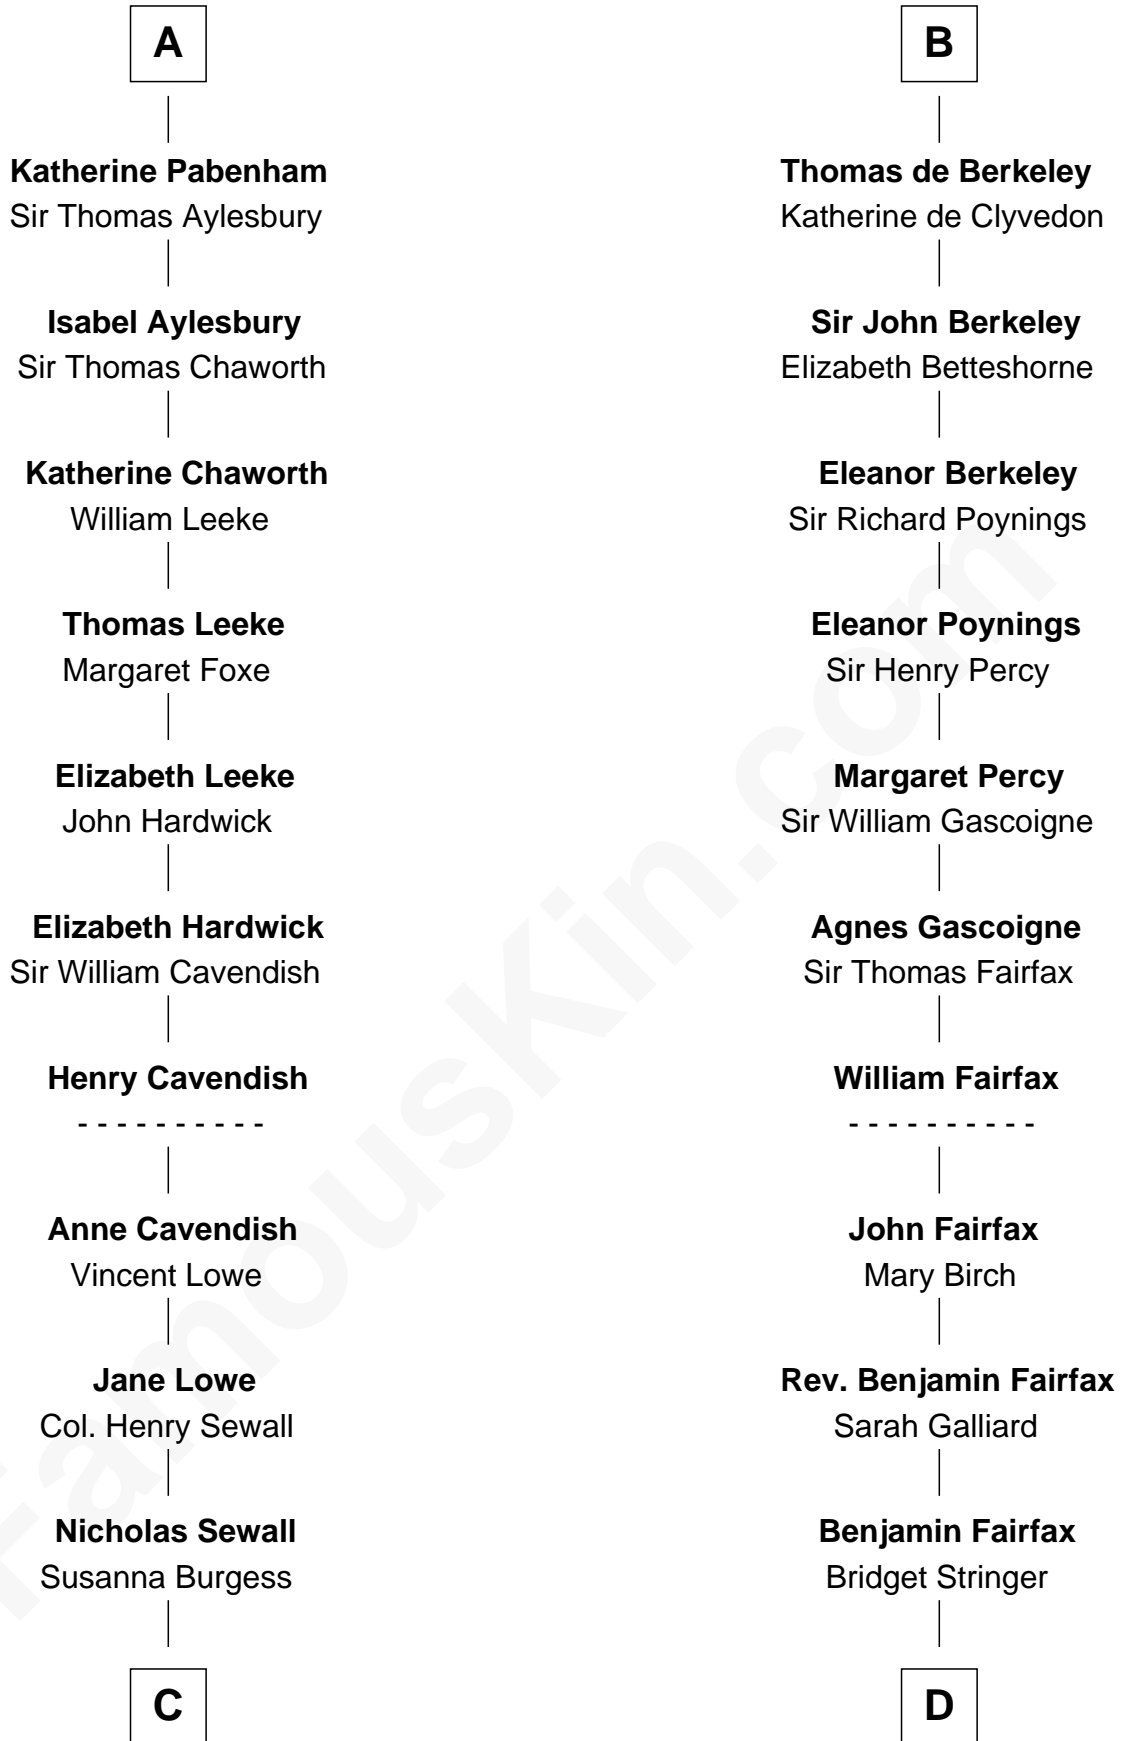 A
Katherine Pabenham
Sir Thomas Aylesbury
Isabel Aylesbury
Sir Thomas Chaworth
Katherine Chaworth
William Leeke
Thomas Leeke
Margaret Foxe
Elizabeth Leeke
John Hardwick
Elizabeth Hardwick
Sir William Cavendish
Henry Cavendish
- - - - - - - - - -
Anne Cavendish
Vincent Lowe
Jane Lowe
Col. Henry Sewall
Nicholas Sewall
Susanna Burgess
C
B
Thomas de Berkeley
Katherine de Clyvedon
Sir John Berkeley
Elizabeth Betteshorne
Eleanor Berkeley
Sir Richard Poynings
Eleanor Poynings
Sir Henry Percy
Margaret Percy
Sir William Gascoigne
Agnes Gascoigne
Sir Thomas Fairfax
William Fairfax
- - - - - - - - - -
John Fairfax
Mary Birch
Rev. Benjamin Fairfax
Sarah Galliard
Benjamin Fairfax
Bridget Stringer
D
FamousKin.com